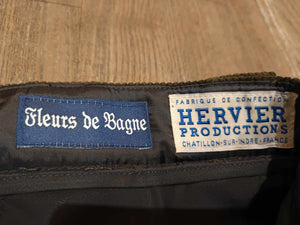 Fleurs de Bagne
FABRIQUE DE CONFECTION
HERVIER
PRODUCTIONS
CHATILLON-SUR-INDRE-FRANCE